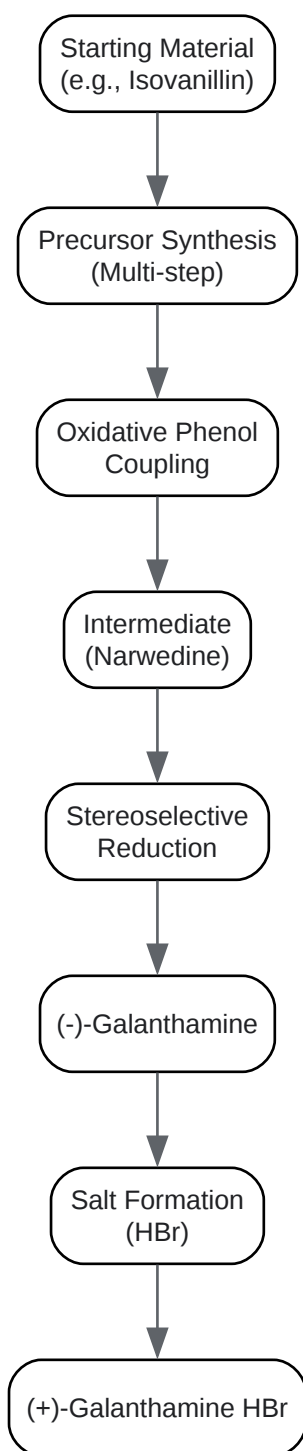 Starting Material
(e.g., Isovanillin)
Precursor Synthesis
(Multi-step)
Oxidative Phenol
Coupling
Intermediate
(Narwedine)
Stereoselective
Reduction
(-)-Galanthamine
Salt Formation
(HBr)
(+)-Galanthamine HBr